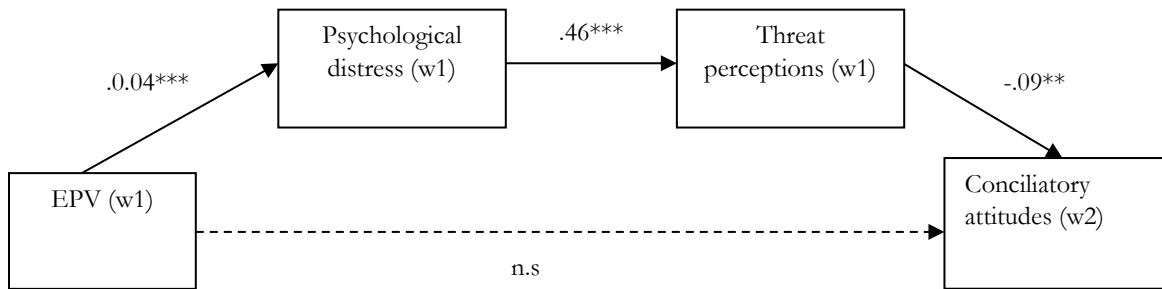 Psychological
distress (w1)
.46***
Threat
perceptions (w1)
.0.04***
-.09**
EPV (w1)
Conciliatory
attitudes (w2)
n.s